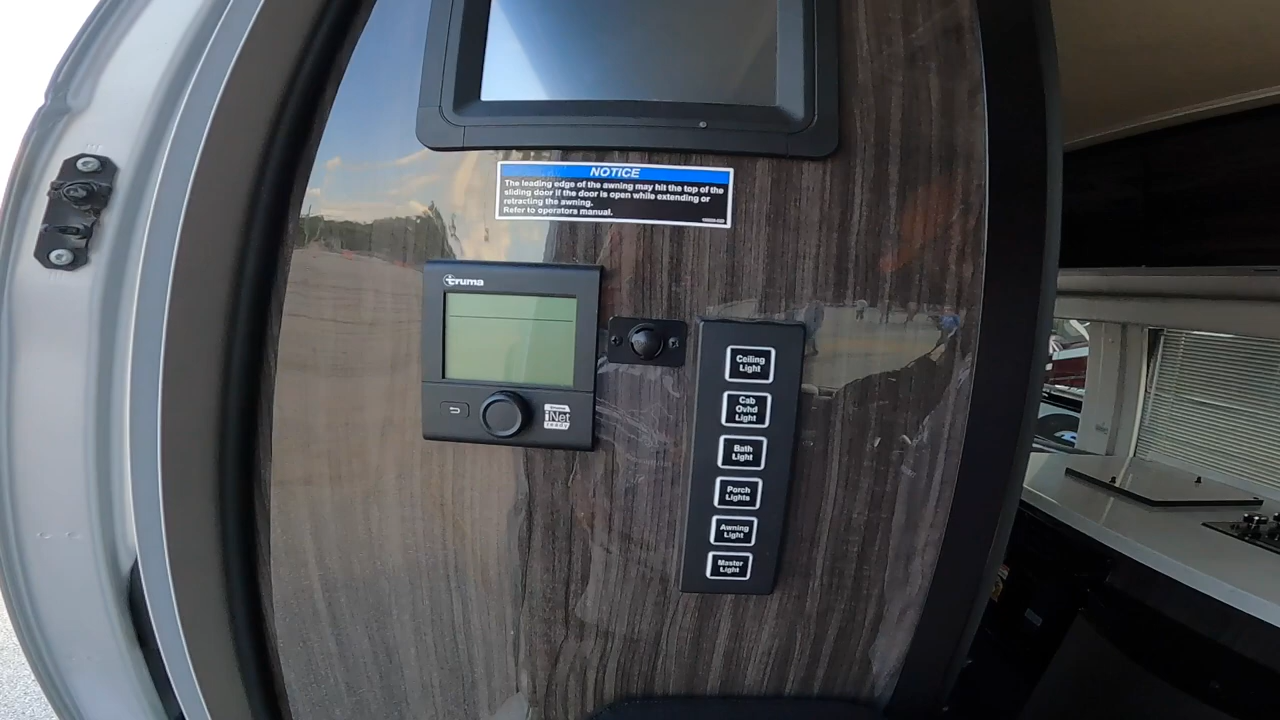 NOTICE
The leading edge of the awning may hit the top of the
sliding door if the door is open while extending or
retracting the awning.
Refer to operators manual.
truma
truma
iNet
ready
Ceiling
Light
Cab
Ovhd
Light
Bath
Light
Porch
Lights
Awning
Light
Master
Light